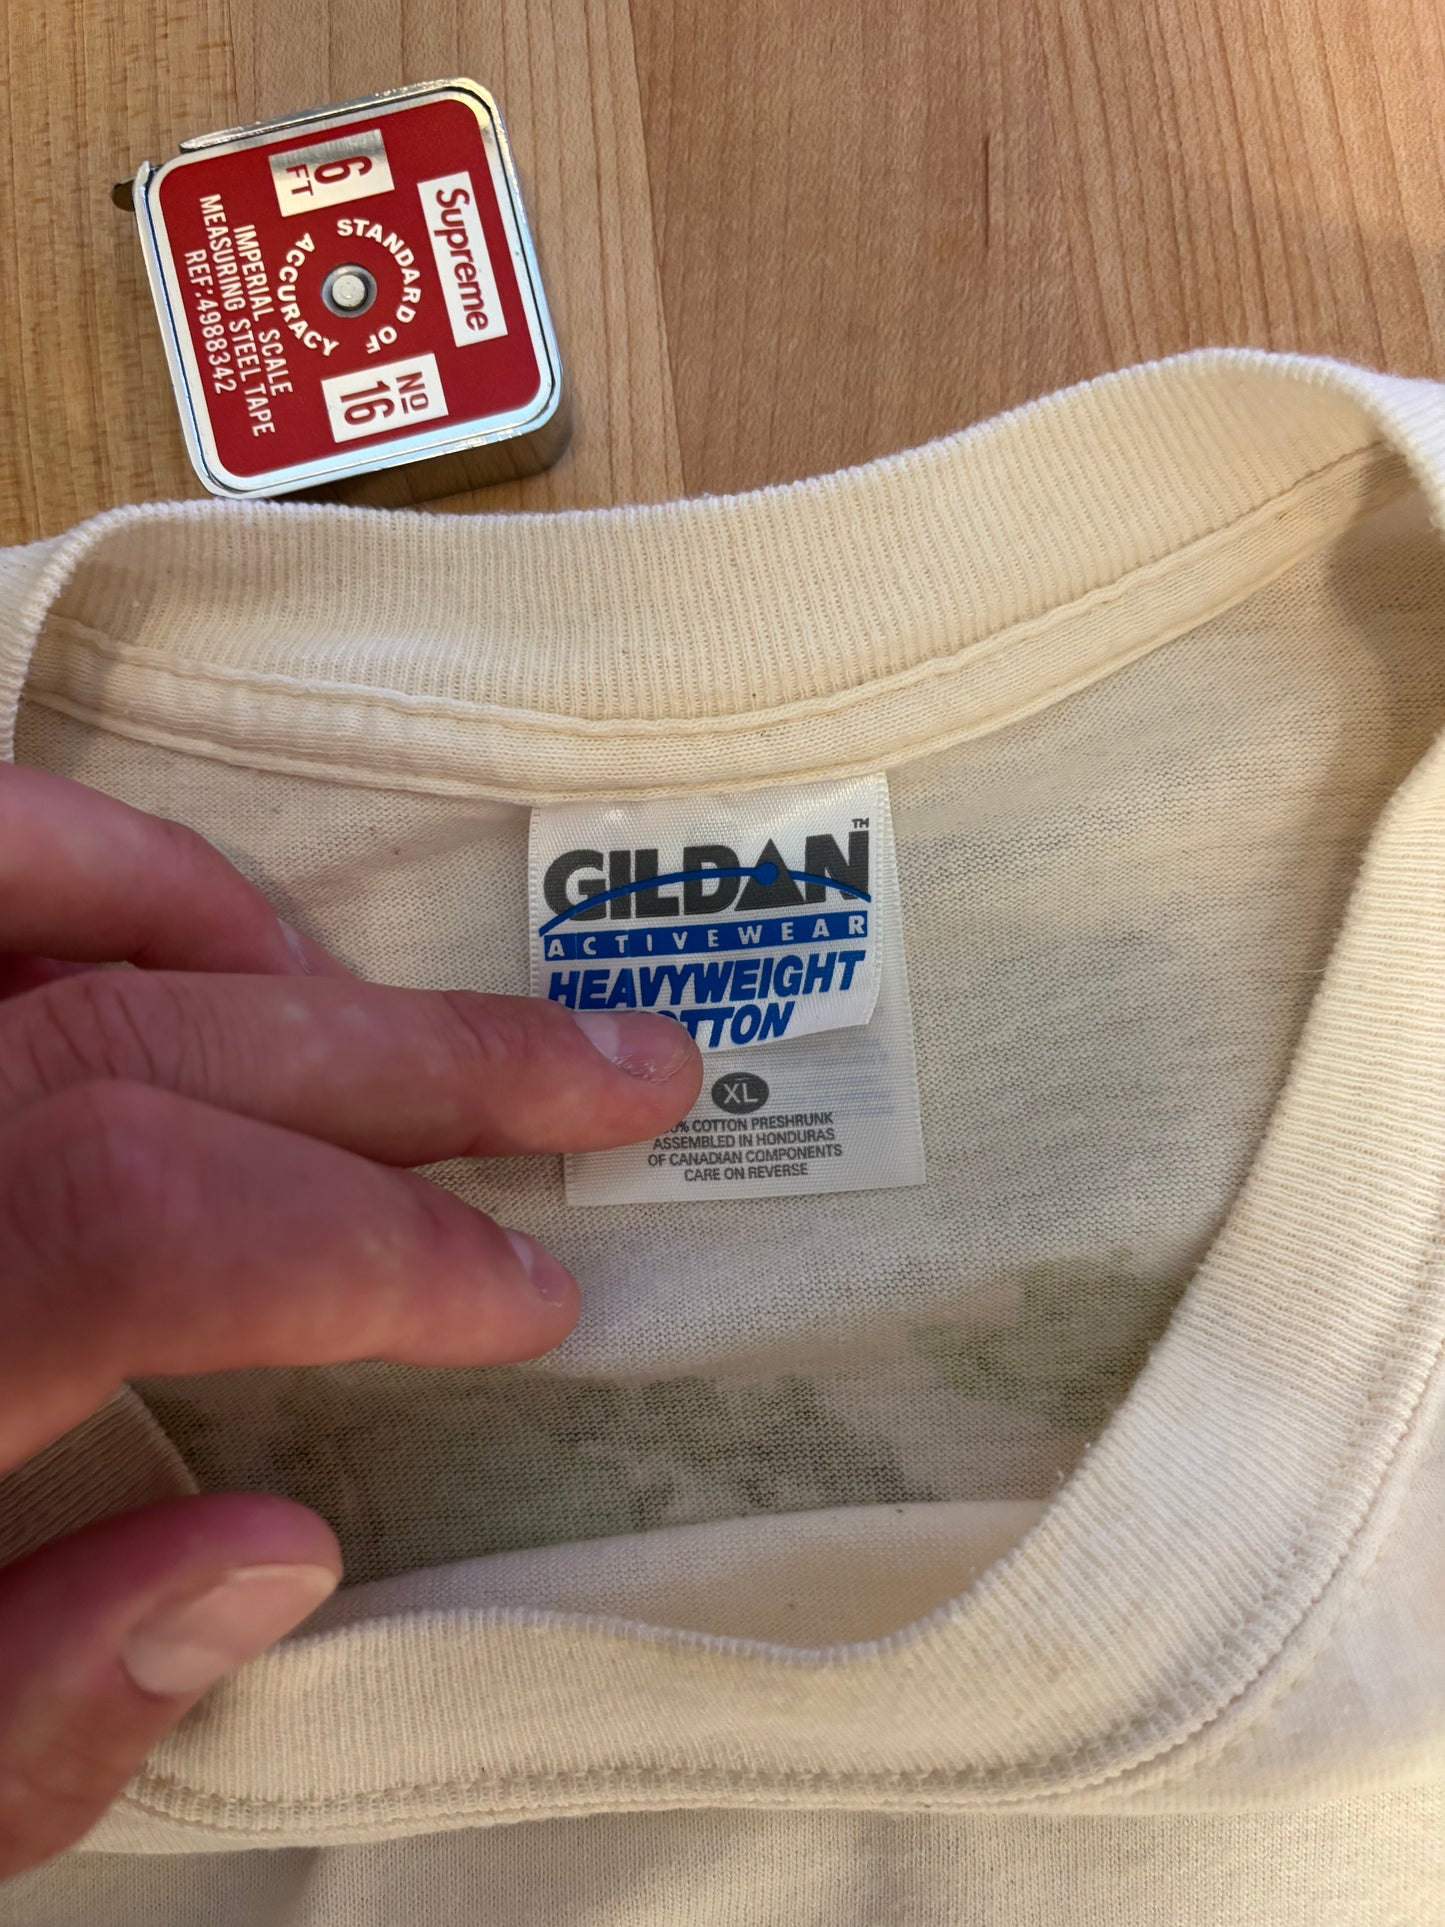 6
FT
Supreme
STANDARD OF
ACCURACY
No
16
IMPERIAL SCALE
MEASURING STEEL TAPE
REF:4988342
GILDAN™
ACTIVEWEAR
HEAVYWEIGHT
XL
COTTON PRESHRUNK
ASSEMBLED IN HONDURAS
OF CANADIAN COMPONENTS
CARE ON REVERSE